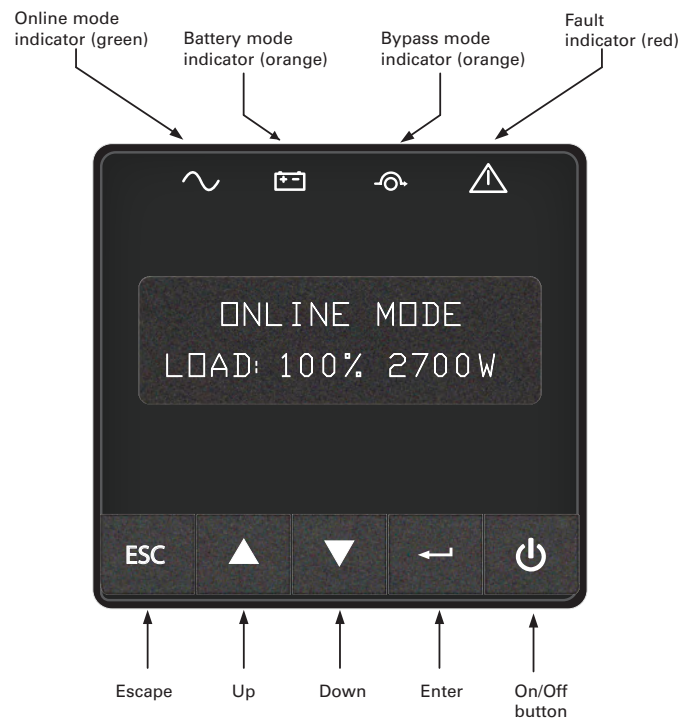 Online mode
indicator (green)
Battery mode
indicator (orange)
Bypass mode
indicator (orange)
Fault
indicator (red)
ONLINE MODE
LOAD: 100% 2700W
ESC
Escape
Up
Down
Enter
On/Off
button